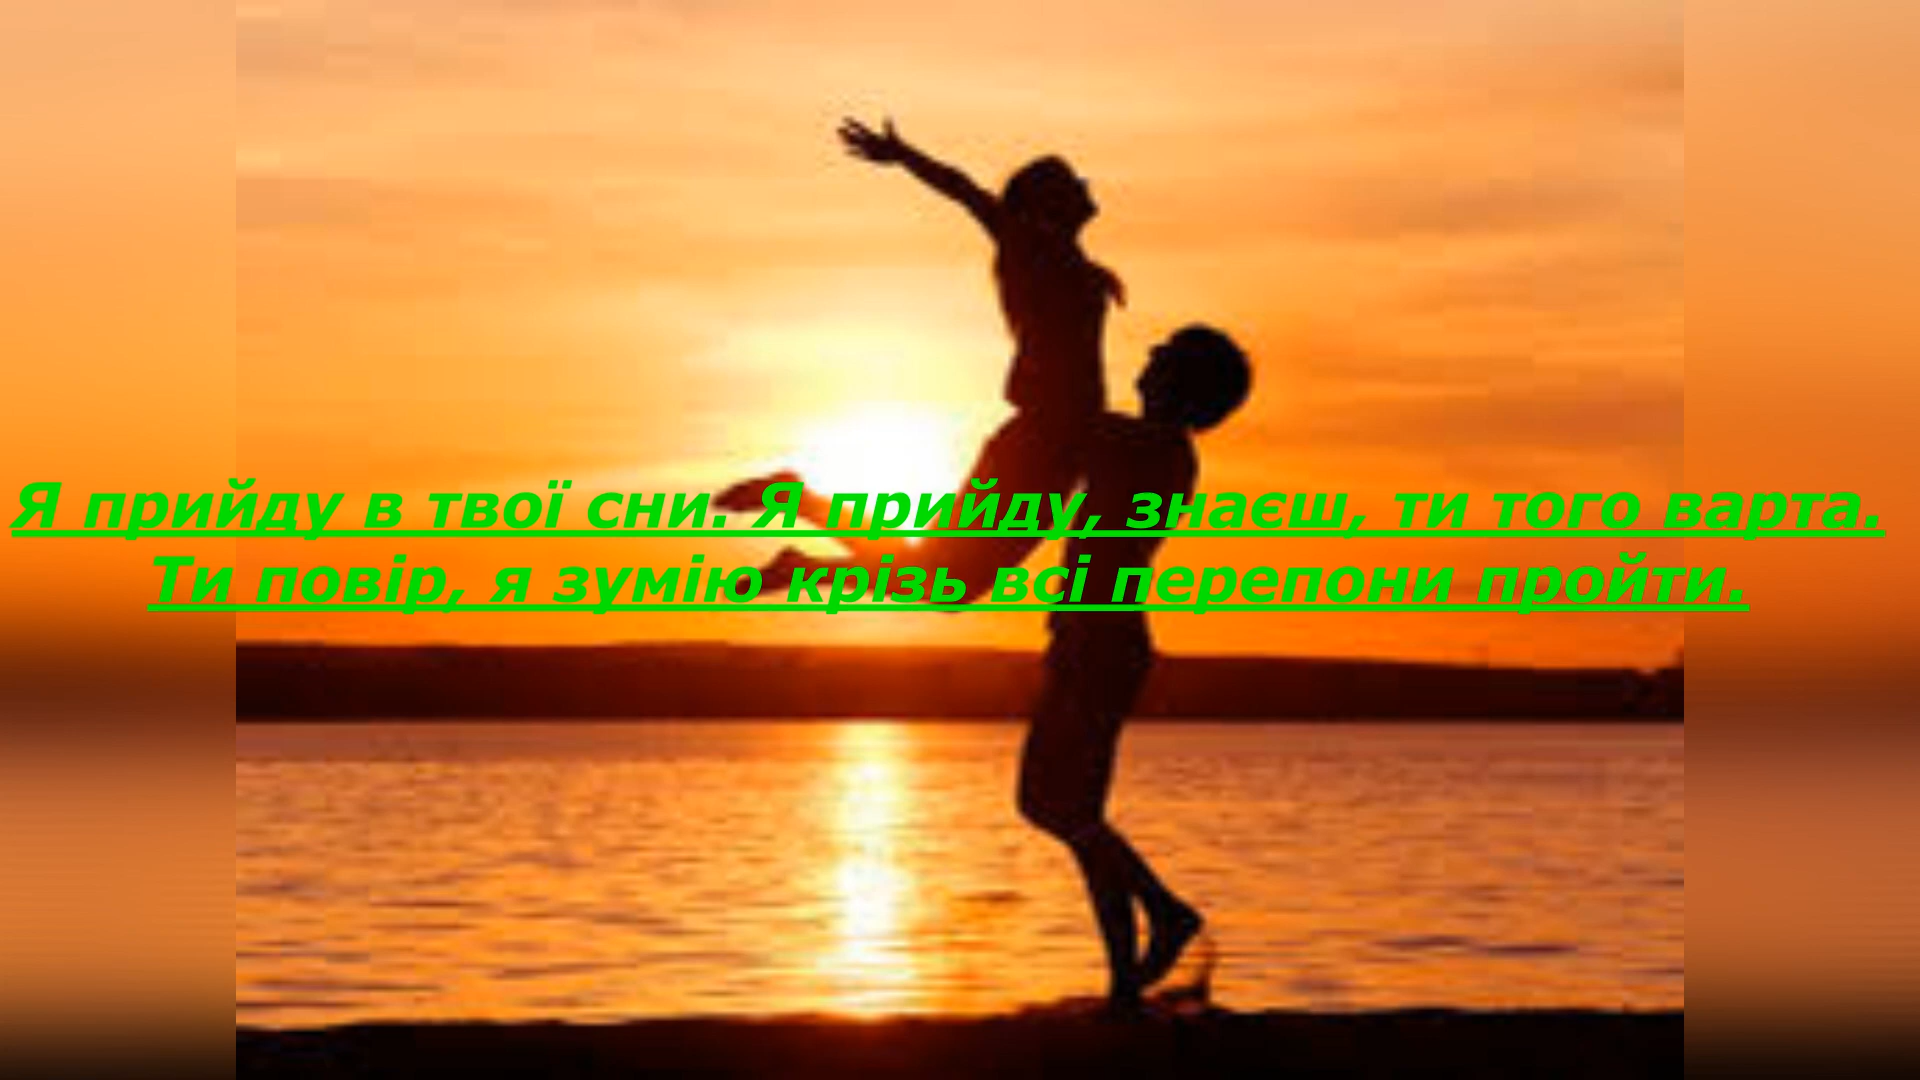 Я прийду в твої сни. Я прийду, знаєш, ти того варта.
Ти повір, я зумію крізь всі перепони пройти.